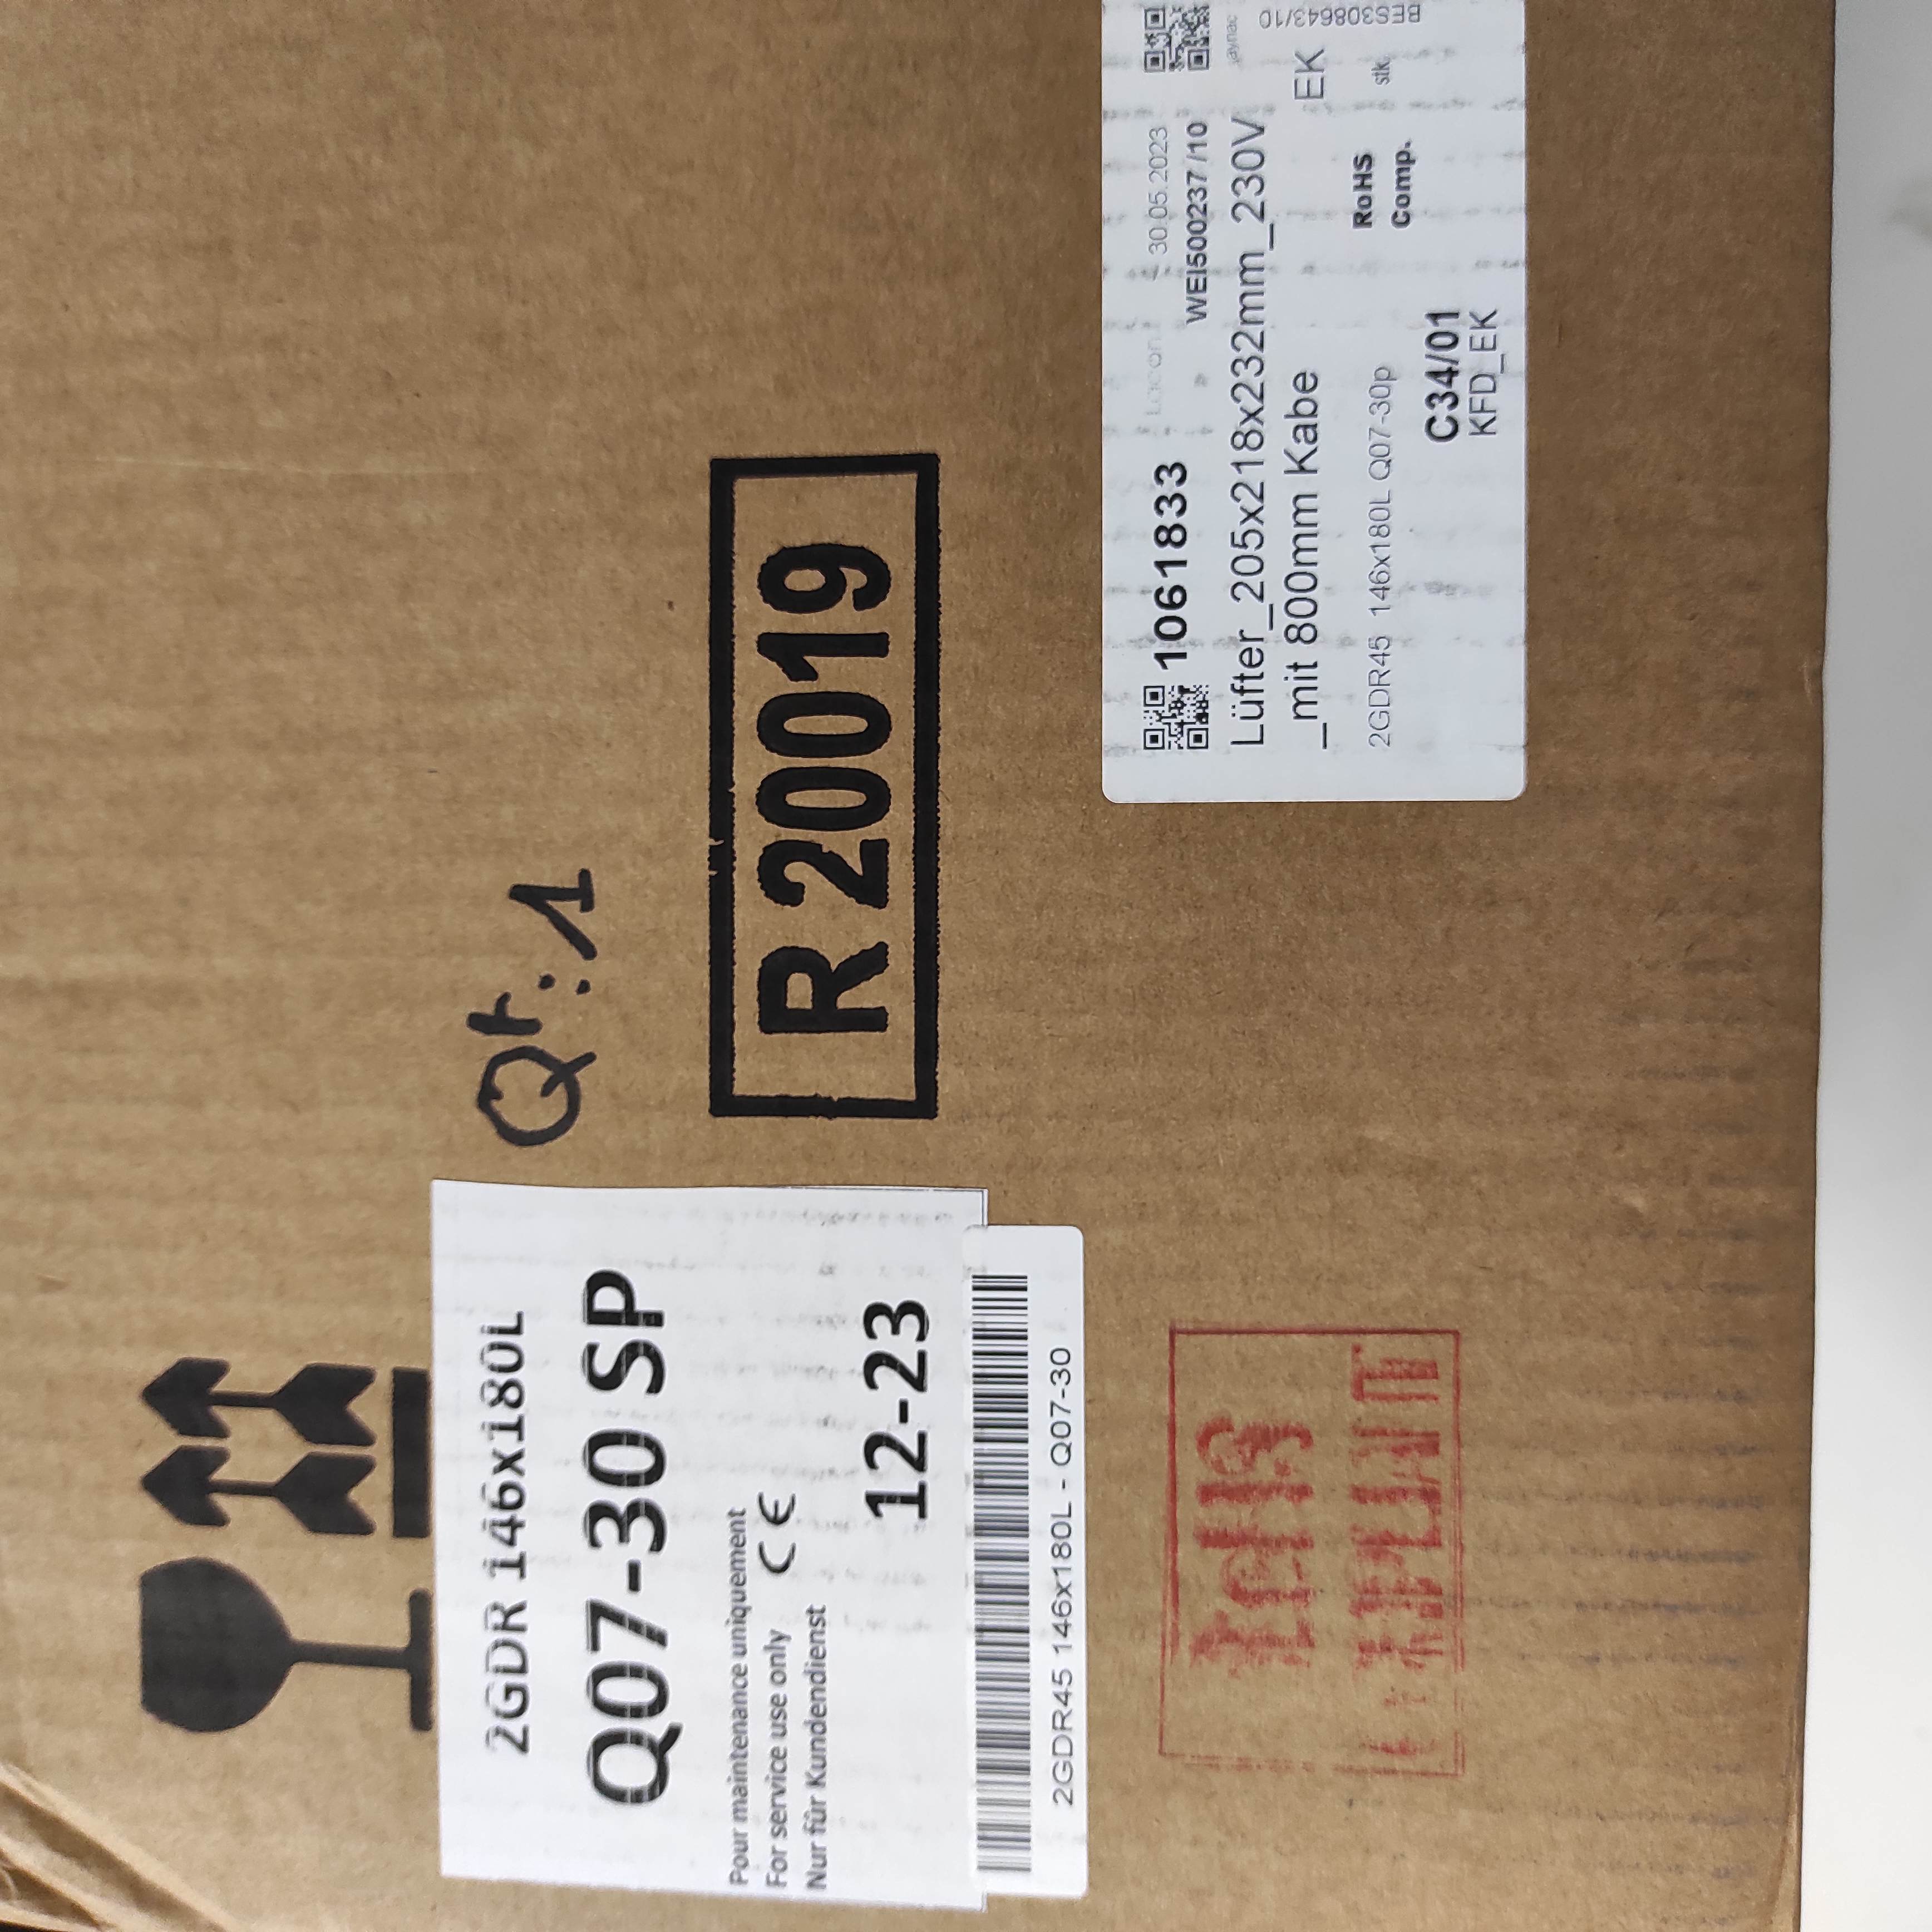 2GDR 146x180L
Q07-30 SP
Pour maintenance uniquement
For service use only
CE
Nur für Kundendienst
12-23
2GDR45 146x180L - Q07-30
Qt:1
R 20019
1061833
30.05.2023
WEI500237 /10
Lüfter_205x218x232mm_230V
_mit 800mm Kabe
EK
2GDR45 146x180L Q07-30p
RoHS
Comp.
stk
BES308643/10
C34/01
KFD_EK